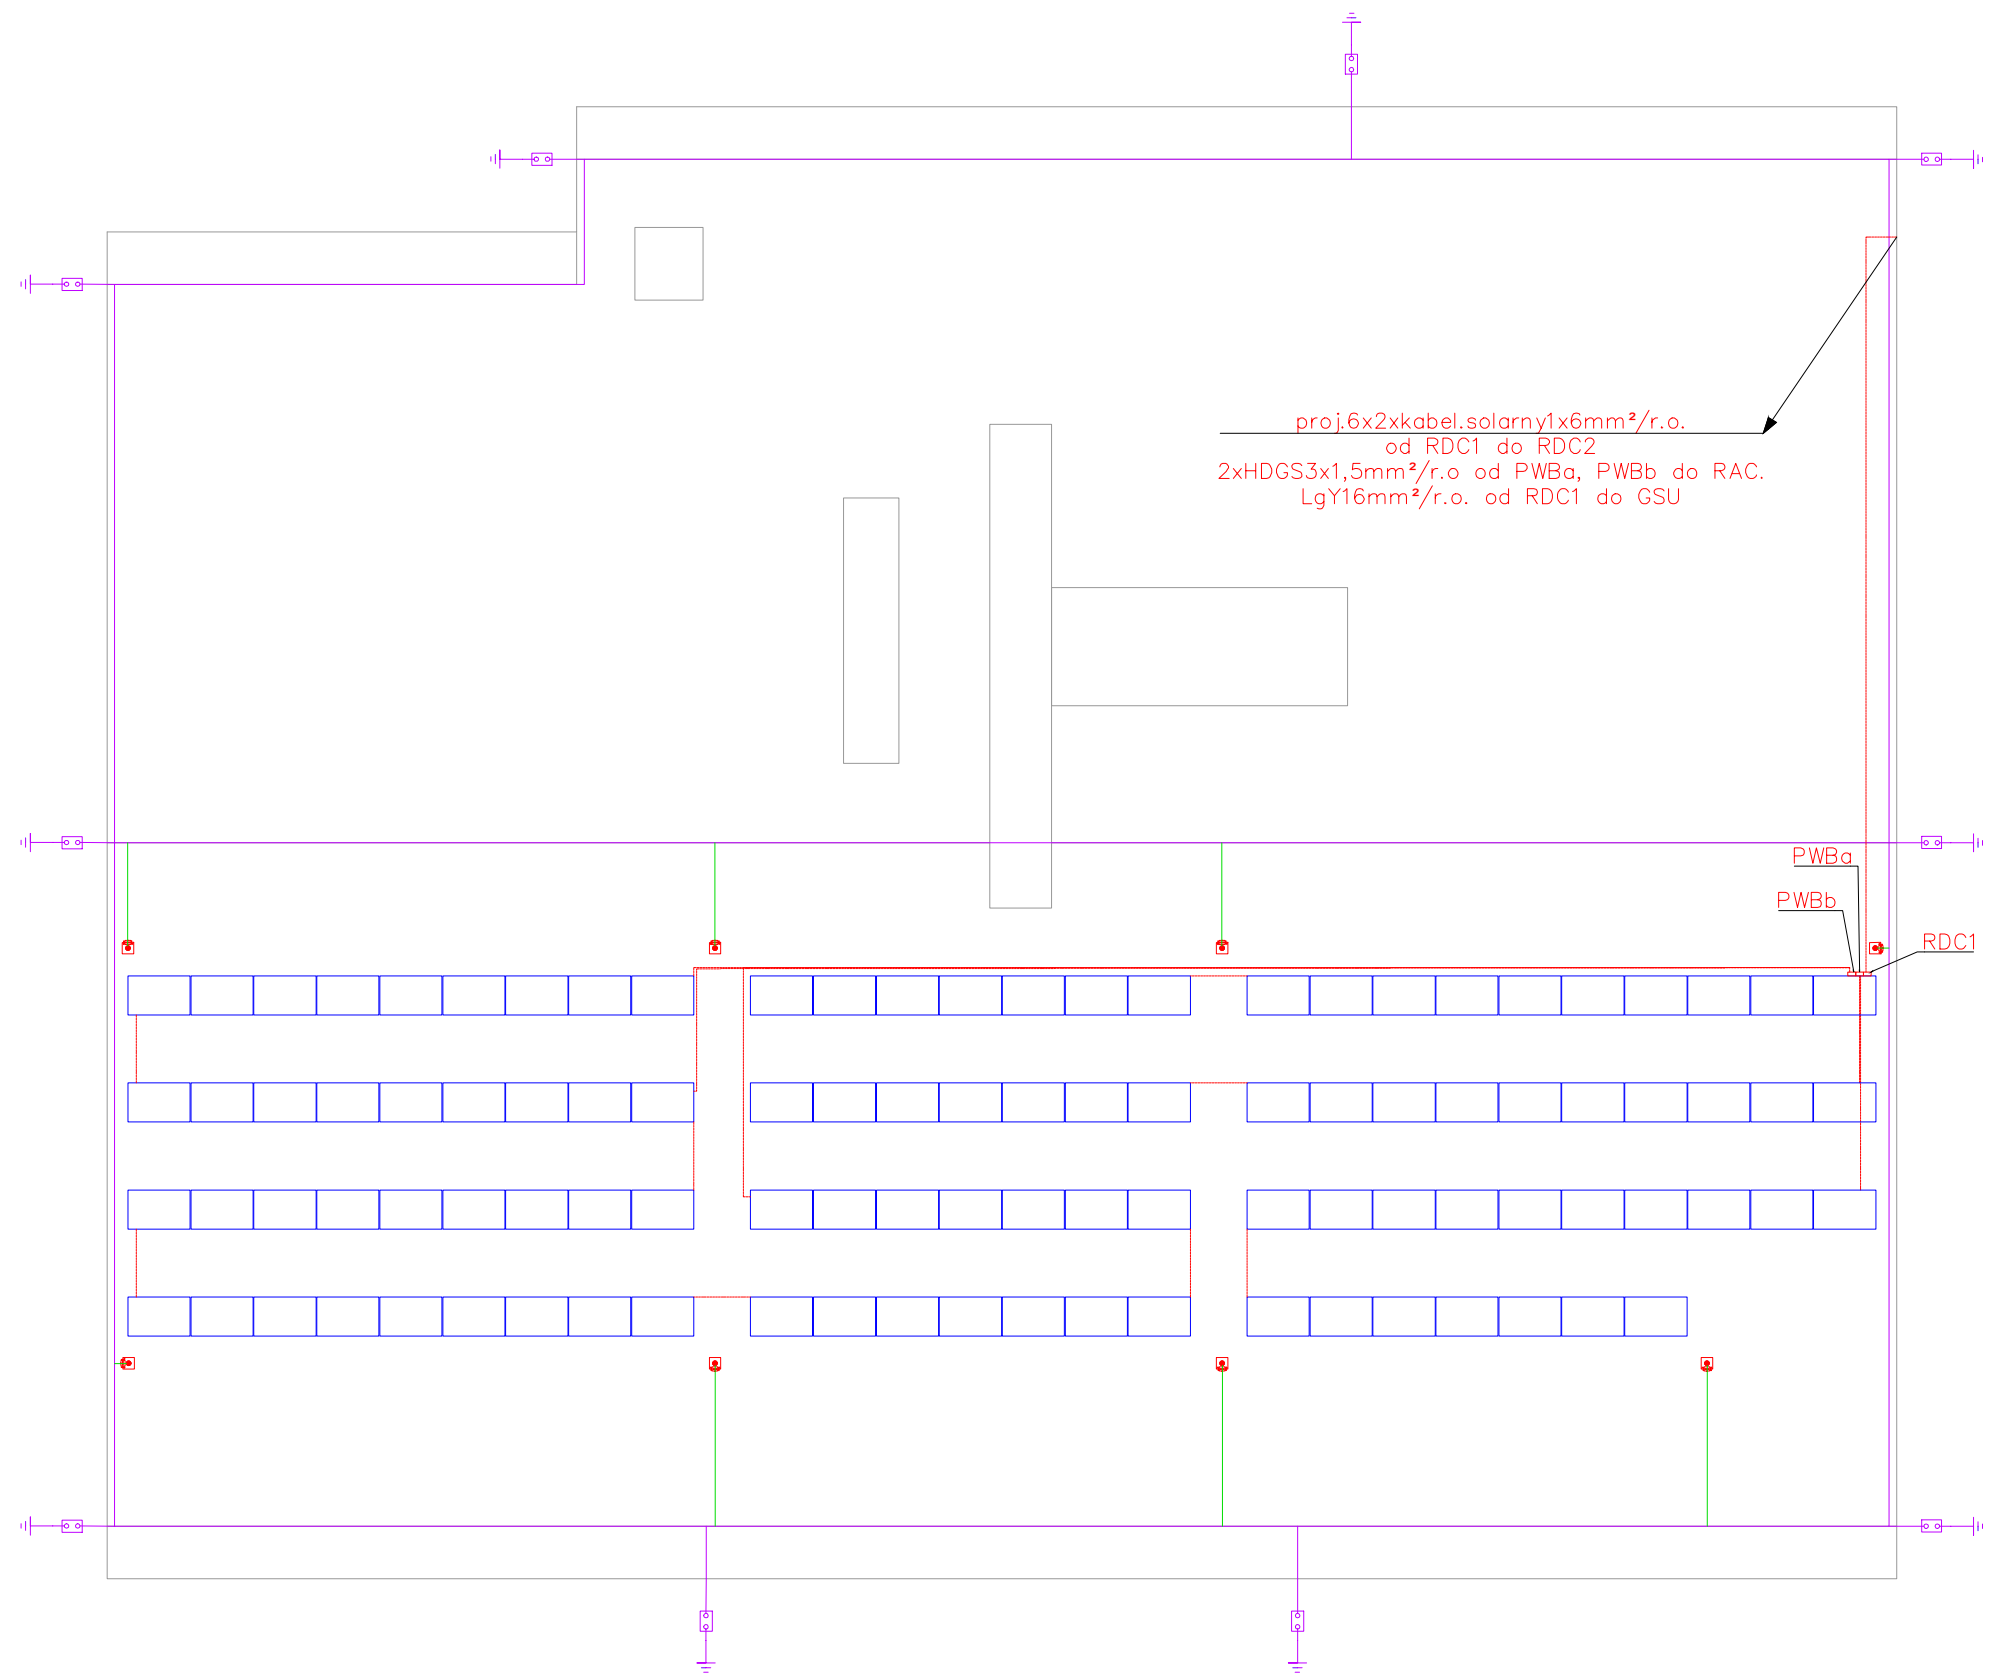 proj.6x2xkabel.solarny1x6mm²/r.o.
od RDC1 do RDC2
2xHDGS3x1,5mm²/r.o od PWBa, PWBb do RAC.
LgY16mm²/r.o. od RDC1 do GSU
PWBa
PWBb
RDC1